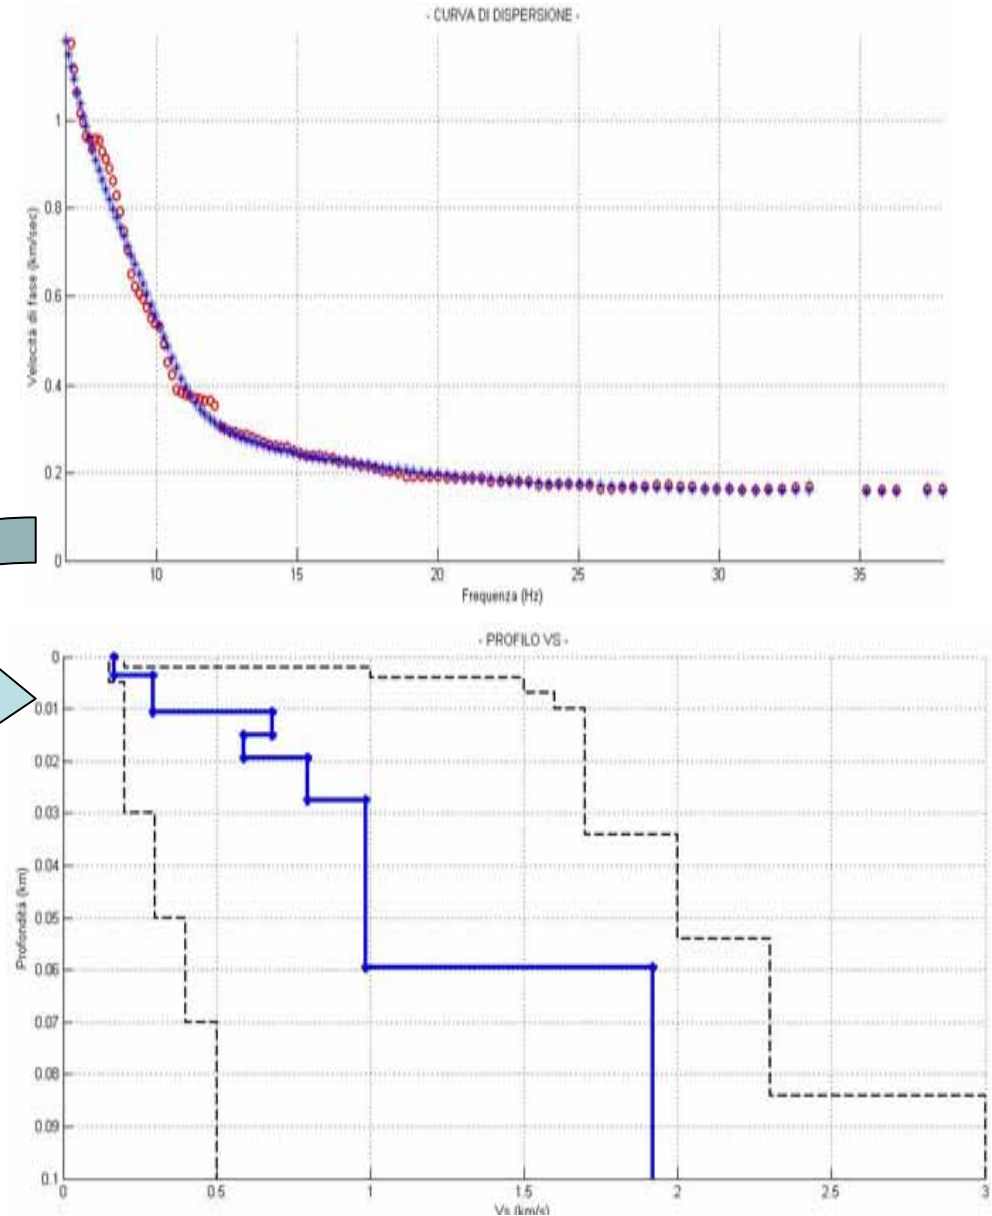 - CURVA DI DISPERSIONE -
Velocità di fase (km/sec)
1
0.8
0.6
0.4
0.2
0
10 15 20 25 30 35
Frequenza (Hz)
- PROFILO VS -
Profondità (km)
0
0.01
0.02
0.03
0.04
0.05
0.06
0.07
0.08
0.09
0.1
0 0.5 1 1.5 2 2.5 3
Vs (km/s)